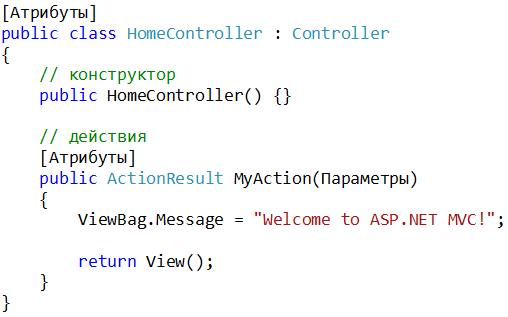 [Атрибуты]
public class HomeController : Controller
{
    // конструктор
    public HomeController() {}

    // действия
    [Атрибуты]
    public ActionResult MyAction(Параметры)
    {
        ViewBag.Message = "Welcome to ASP.NET MVC!";

        return View();
    }
}